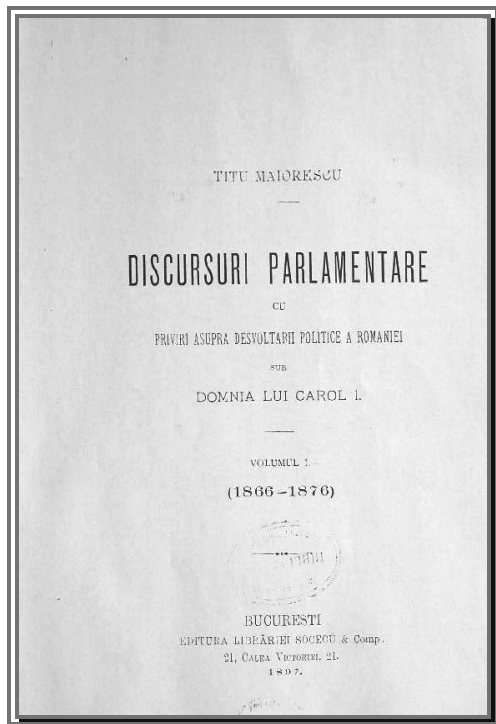 TITU MAIORESCU
DISCURSURI PARLAMENTARE
CU
PRIVIRI ASUPRA DESVOLTARII POLITICE A ROMANIEI
SUB
DOMNIA LUI CAROL I.
VOLUMUL I.
(1866–1876)
BUCURESTI
EDITURA LIBRĂRIEI SOCECŬ & Comp.
21, CALEA VICTORIEI, 21.
1897.